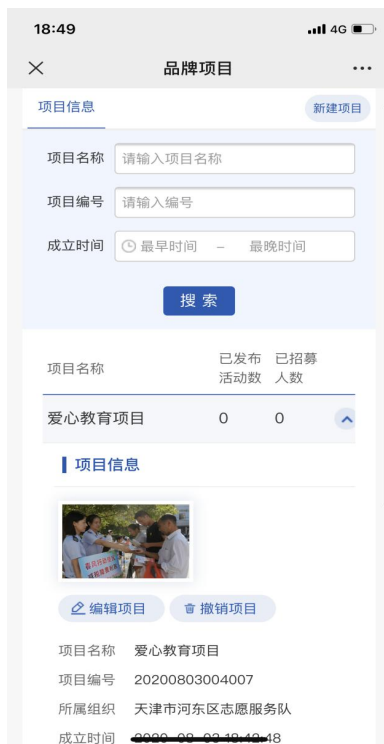 18:49
4G
品牌项目
项目信息
新建项目
项目名称 请输入项目名称
项目编号 请输入编号
成立时间 最早时间 – 最晚时间
搜 索
项目名称 已发布活动数 已招募人数
爱心教育项目 0 0
项目信息
编辑项目 撤销项目
项目名称 爱心教育项目
项目编号 20200803004007
所属组织 天津市河东区志愿服务队
成立时间 2020-08-03 18:42:48